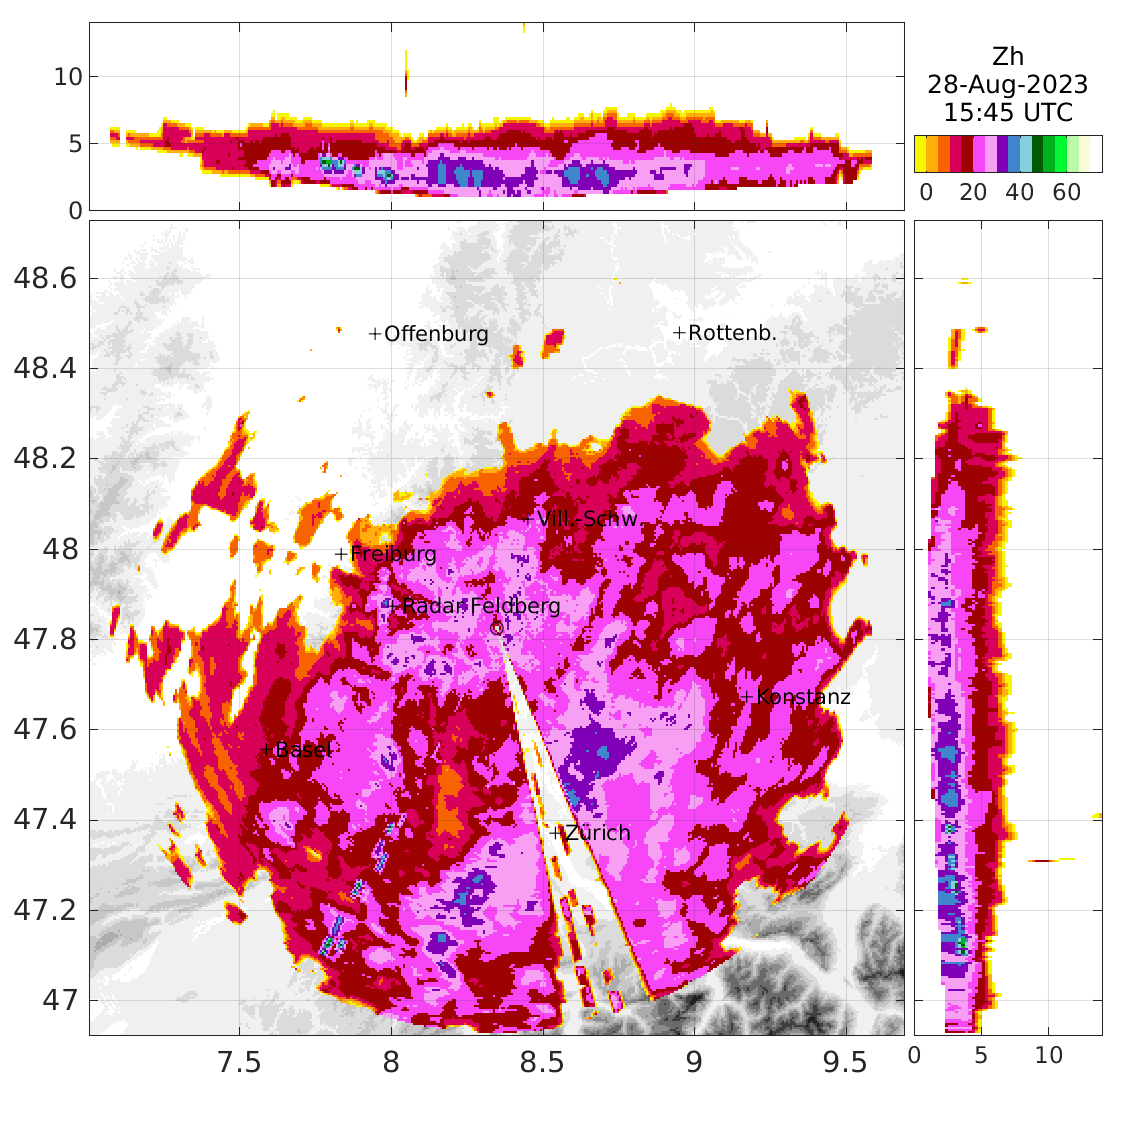 10
5
0
Zh
28-Aug-2023
15:45 UTC
0 20 40 60
48.6
48.4
48.2
48
47.8
47.6
47.4
47.2
47
+Offenburg
+Rottenb.
+Vill.-Schw.
+Freiburg
+Radar Feldberg
+Konstanz
+Basel
+Zürich
7.5 8 8.5 9 9.5
0 5 10